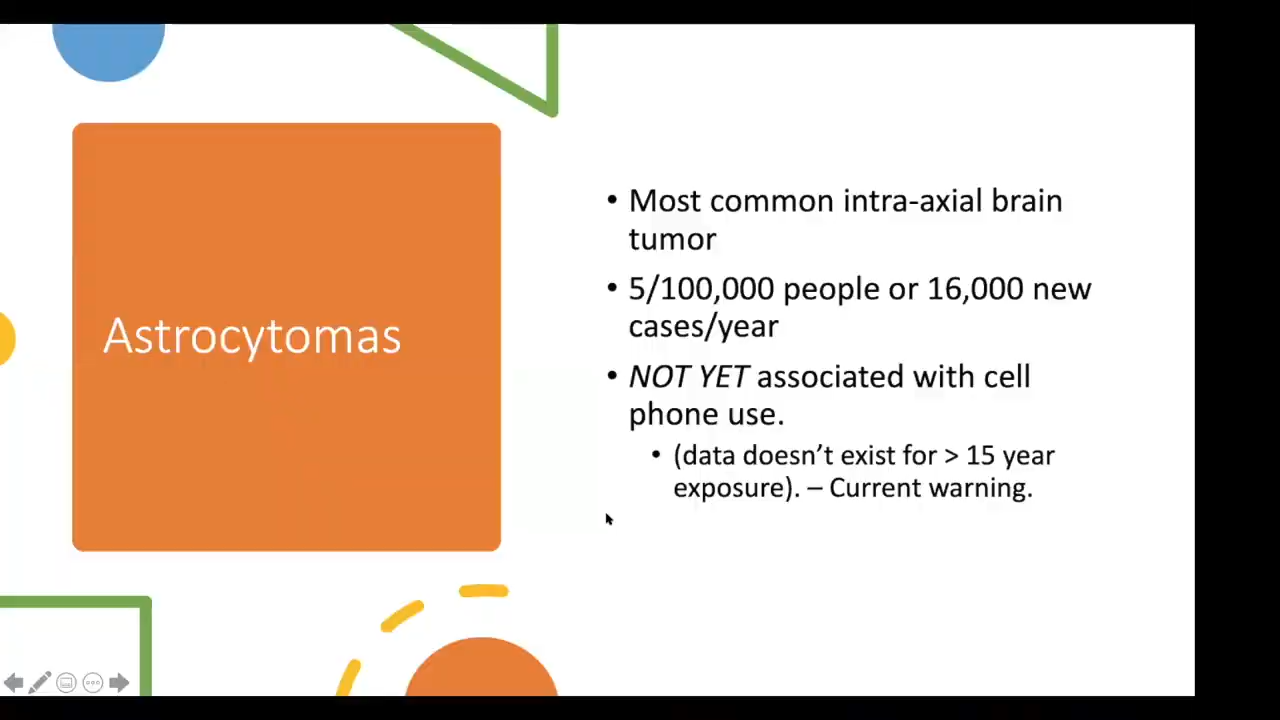 Astrocytomas
• Most common intra-axial brain
tumor
• 5/100,000 people or 16,000 new
cases/year
• NOT YET associated with cell
phone use.
• (data doesn’t exist for > 15 year
exposure). – Current warning.